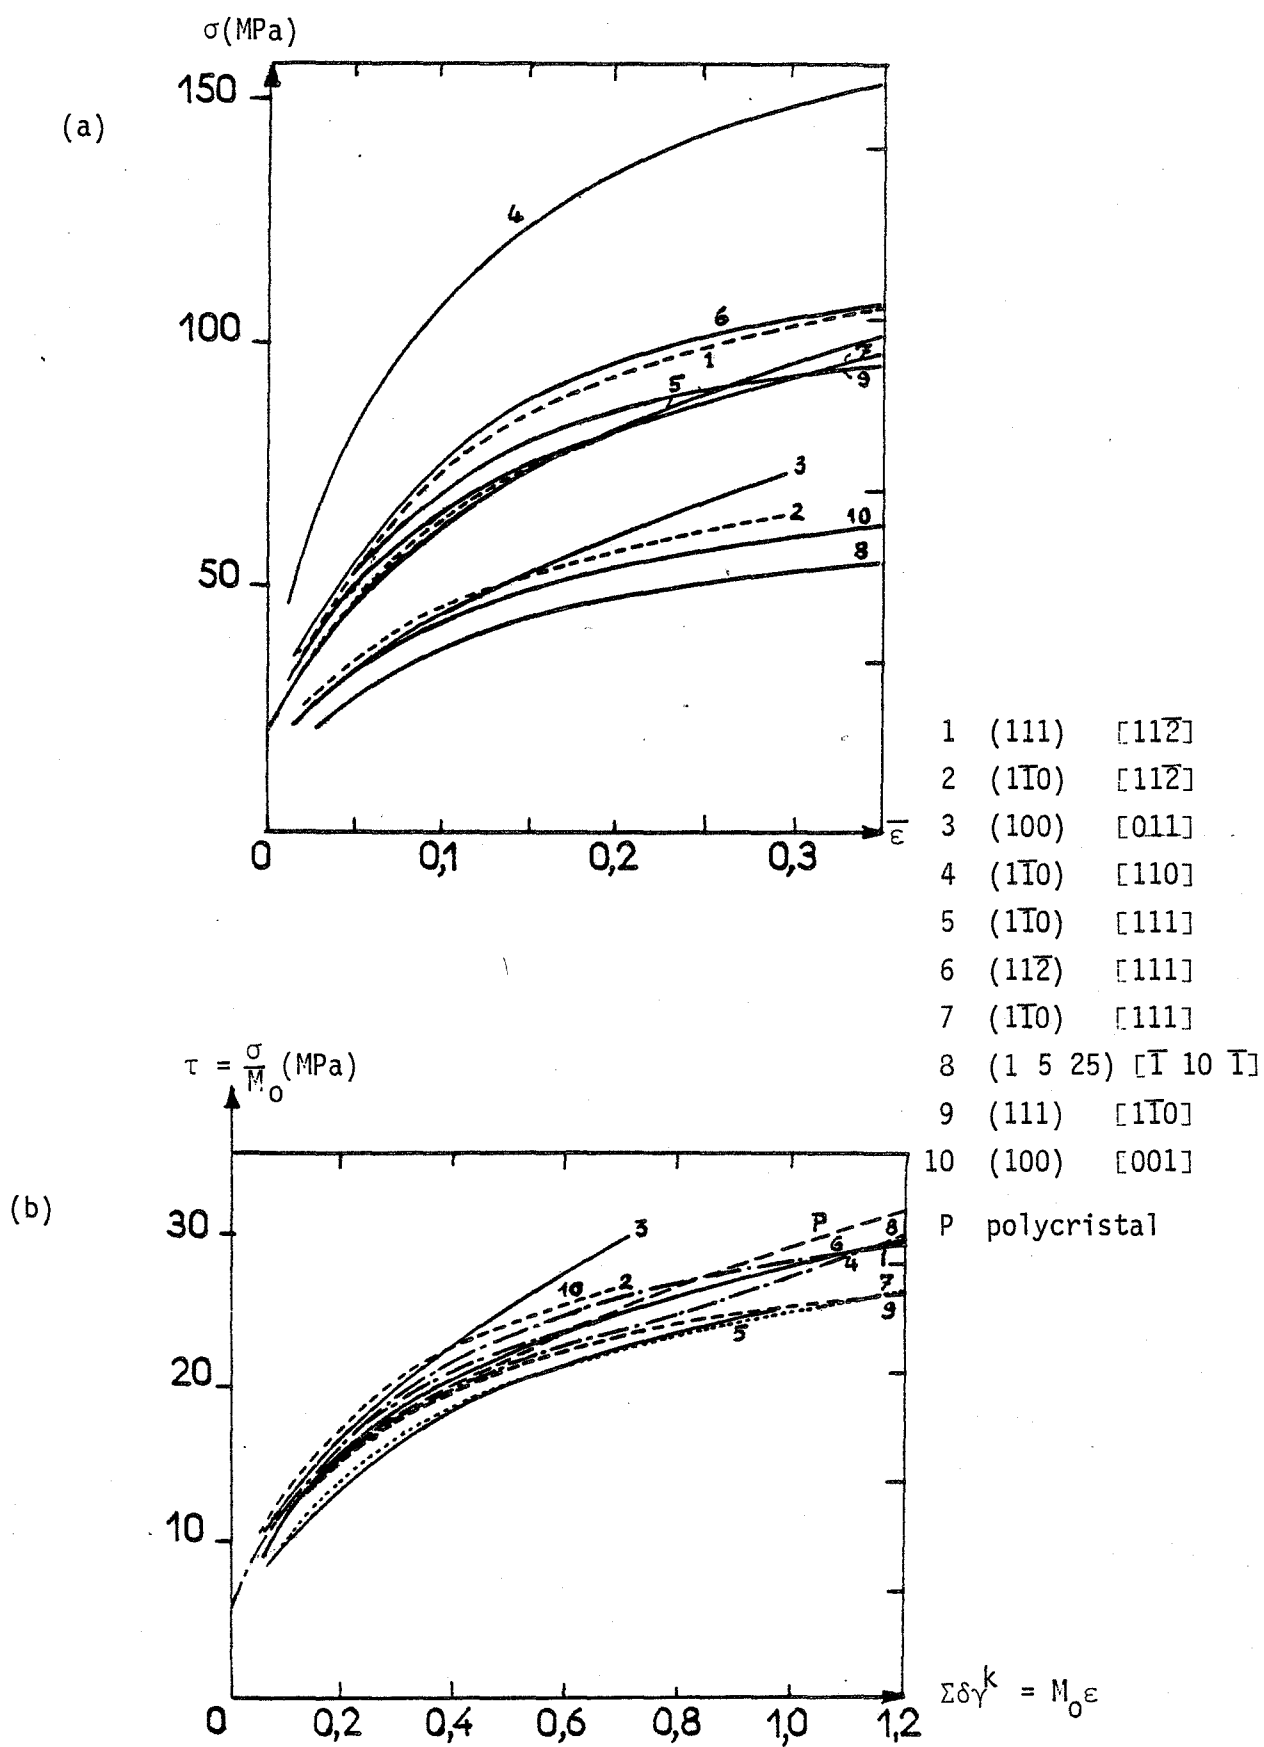 σ(MPa)
(a)
150
100
50
4
6
1
5
7
9
3
2
10
8
0 0,1 0,2 0,3 ε̅
1 (111) [112̅]
2 (11̅0) [112̅]
3 (100) [011]
4 (11̅0) [110]
5 (11̅0) [111]
6 (112̅) [111]
7 (11̅0) [111]
8 (1 5 25) [1̅ 10 1̅]
9 (111) [11̅0]
10 (100) [001]
P polycristal
τ = σ/M₀ (MPa)
(b)
30
20
10
3
P
8
6
4
1
10
2
7
9
5
0 0,2 0,4 0,6 0,8 1,0 1,2
Σδγᵏ = M₀ε